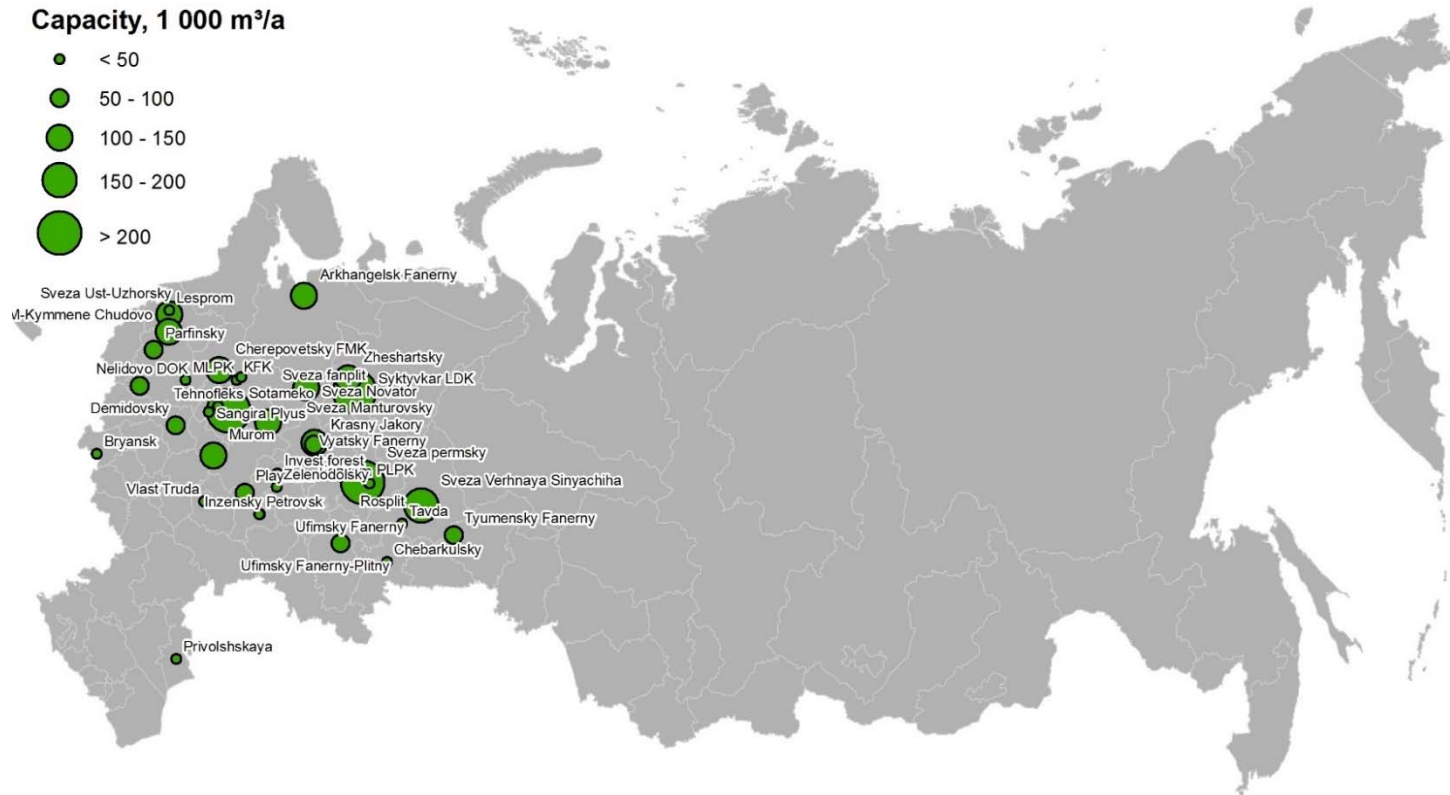 Capacity, 1 000 m³/a
< 50
50 - 100
100 - 150
150 - 200
> 200
Arkhangelsk Fanerny
Sveza Ust-Uzhorsky
Lesprom
M-Kymmene Chudovo
Parfinsky
Cherepovetsky FMK
Zheshartsky
Nelidovo DOK
MLPK
KFK
Sveza fanplit
Syktyvkar LDK
Tehnoflěks
Sotameko
Sveza Novator
Demidovsky
Sangira Plyus
Sveza Manturovsky
Krasny Jakory
Bryansk
Murom
Vyatsky Fanerny
Sveza permsky
Invest forest
Play
Zelenodolsky
PLPK
Sveza Verhnaya Sinyachiha
Vlast Truda
Inzensky
Petrovsk
Rosplit
Tavda
Ufimsky Fanerny
Tyumensky Fanerny
Chebarkulsky
Ufimsky Fanerny-Plitny
Privolshskaya